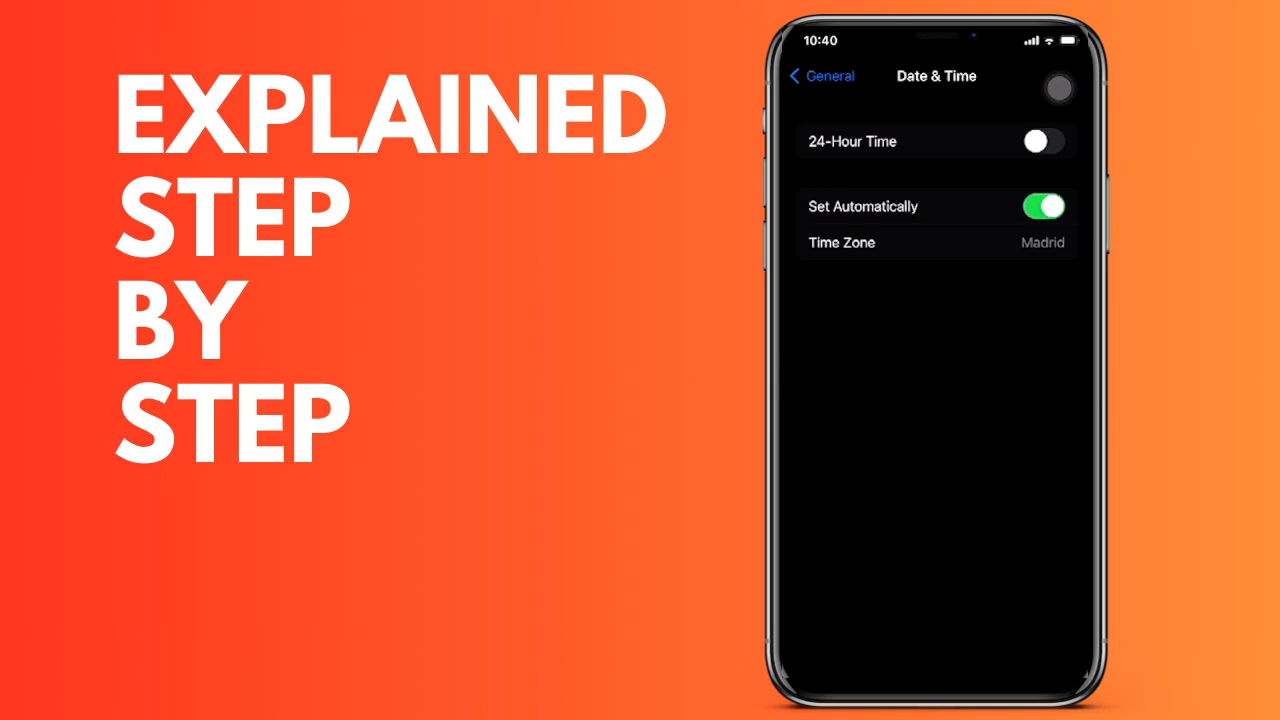 EXPLAINED
STEP
BY
STEP
10:40
General Date & Time
24-Hour Time
Set Automatically
Time Zone Madrid